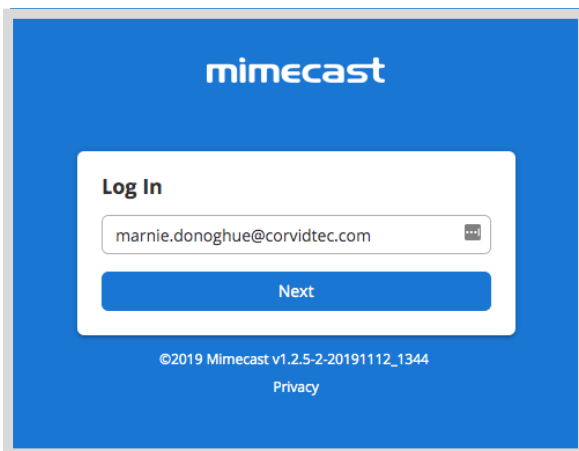 mimecast
Log In
marnie.donoghue@corvidtec.com
Next
©2019 Mimecast v1.2.5-2-20191112_1344
Privacy